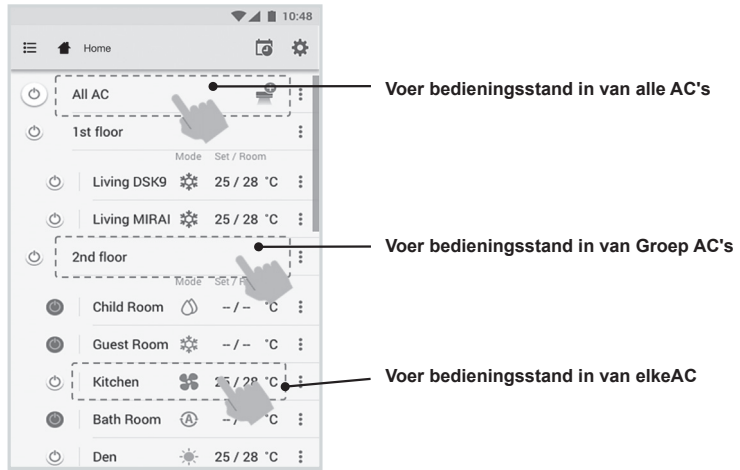 10:48
Home
All AC
Voer bedieningsstand in van alle AC's
1st floor
Mode Set / Room
Living DSK9 25 / 28 °C
Living MIRAI 25 / 28 °C
2nd floor
Voer bedieningsstand in van Groep AC's
Mode Set /
Child Room -- / -- °C
Guest Room -- / -- °C
Kitchen 25 / 28 °C
Voer bedieningsstand in van elkeAC
Bath Room A -- °C
Den 25 / 28 °C